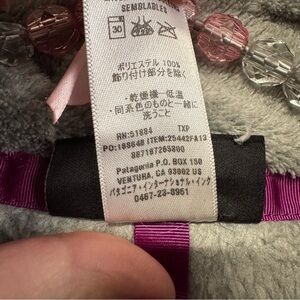 SEMBLABLES
30
ポリエステル 100%
飾り付け部分を除く
・乾燥機一低温
・同系色のものと一緒に
洗うこと
RN:51884 TXP
PO:108648 ITEM:25442FA13
887187265800
Patagonia P.O. BOX 150
VENTURA, CA 93002 US
パタゴニア・インターナショナル・インク
0467-23-8961